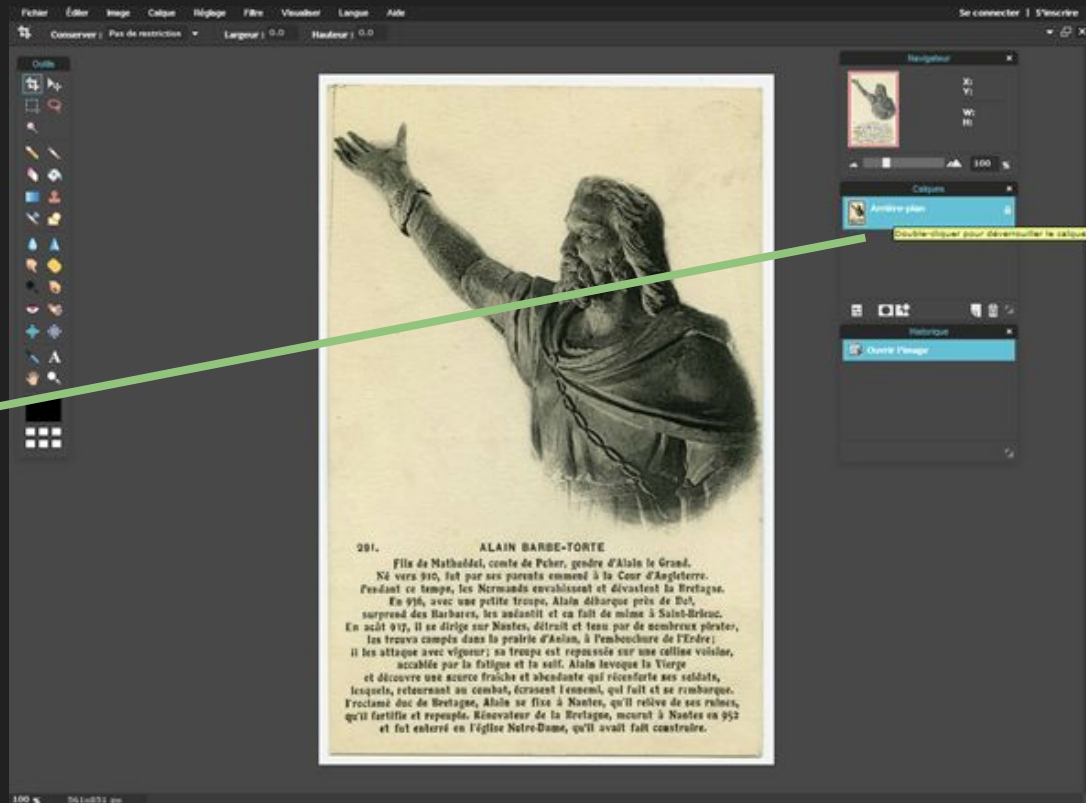 Fichier Éditer Image Calque Réglage Filtre Visualiser Langue Aide
Se connecter | S'inscrire
Conserver : Pas de restriction Largeur : 0.0 Hauteur : 0.0
Outils
Navigateur
X:
Y:
W:
H:
100 %
Calques
Arrière-plan
Double-cliquer pour déverrouiller le calque
Historique
Ouvrir l'image
291. ALAIN BARBE-TORTE
Fils de Mathuédoï, comte de Poher, gendre d'Alain le Grand.
Né vers 910, fut par ses parents emmené à la Cour d'Angleterre.
Pendant ce temps, les Normands envahissent et dévastent la Bretagne.
En 936, avec une petite troupe, Alain débarque près de Dol,
surprend des Barbares, les anéantit et en fait de même à Saint-Brieuc.
En août 937, il se dirige sur Nantes, détruit et tenu par de nombreux pirates,
les trouva campés dans la prairie d'Anian, à l'embouchure de l'Erdre;
il les attaque avec vigueur; sa troupe est repoussée sur une colline voisine,
accablée par la fatigue et la soif. Alain invoque la Vierge
et découvre une source fraîche et abondante qui réconforte ses soldats,
lesquels, retournant au combat, écrasent l'ennemi, qui fuit et se rembarque.
Proclamé duc de Bretagne, Alain se fixe à Nantes, qu'il relève de ses ruines,
qu'il fortifie et repeuple. Rénovateur de la Bretagne, mourut à Nantes en 952
et fut enterré en l'église Notre-Dame, qu'il avait fait construire.
100 % 561x851 px